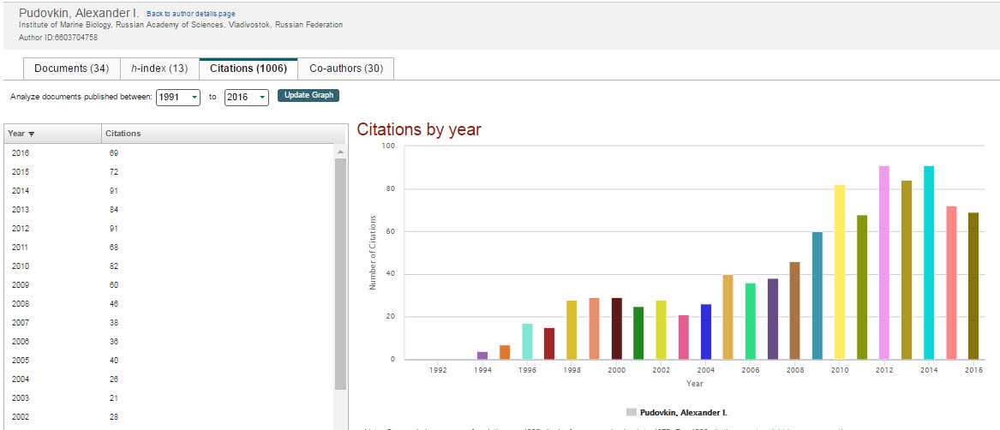 Pudovkin, Alexander I. Back to author details page
Institute of Marine Biology, Russian Academy of Sciences, Vladivostok, Russian Federation
Author ID:6603704758
Documents (34) h-index (13) Citations (1006) Co-authors (30)
Analyze documents published between: 1991 to 2016 Update Graph
Year Citations
2016 69
2015 72
2014 91
2013 84
2012 91
2011 68
2010 82
2009 60
2008 46
2007 38
2006 36
2005 40
2004 26
2003 21
2002 28
Citations by year
100
80
60
40
20
0
Number of Citations
1992 1994 1996 1998 2000 2002 2004 2006 2008 2010 2012 2014 2016
Year
Pudovkin, Alexander I.